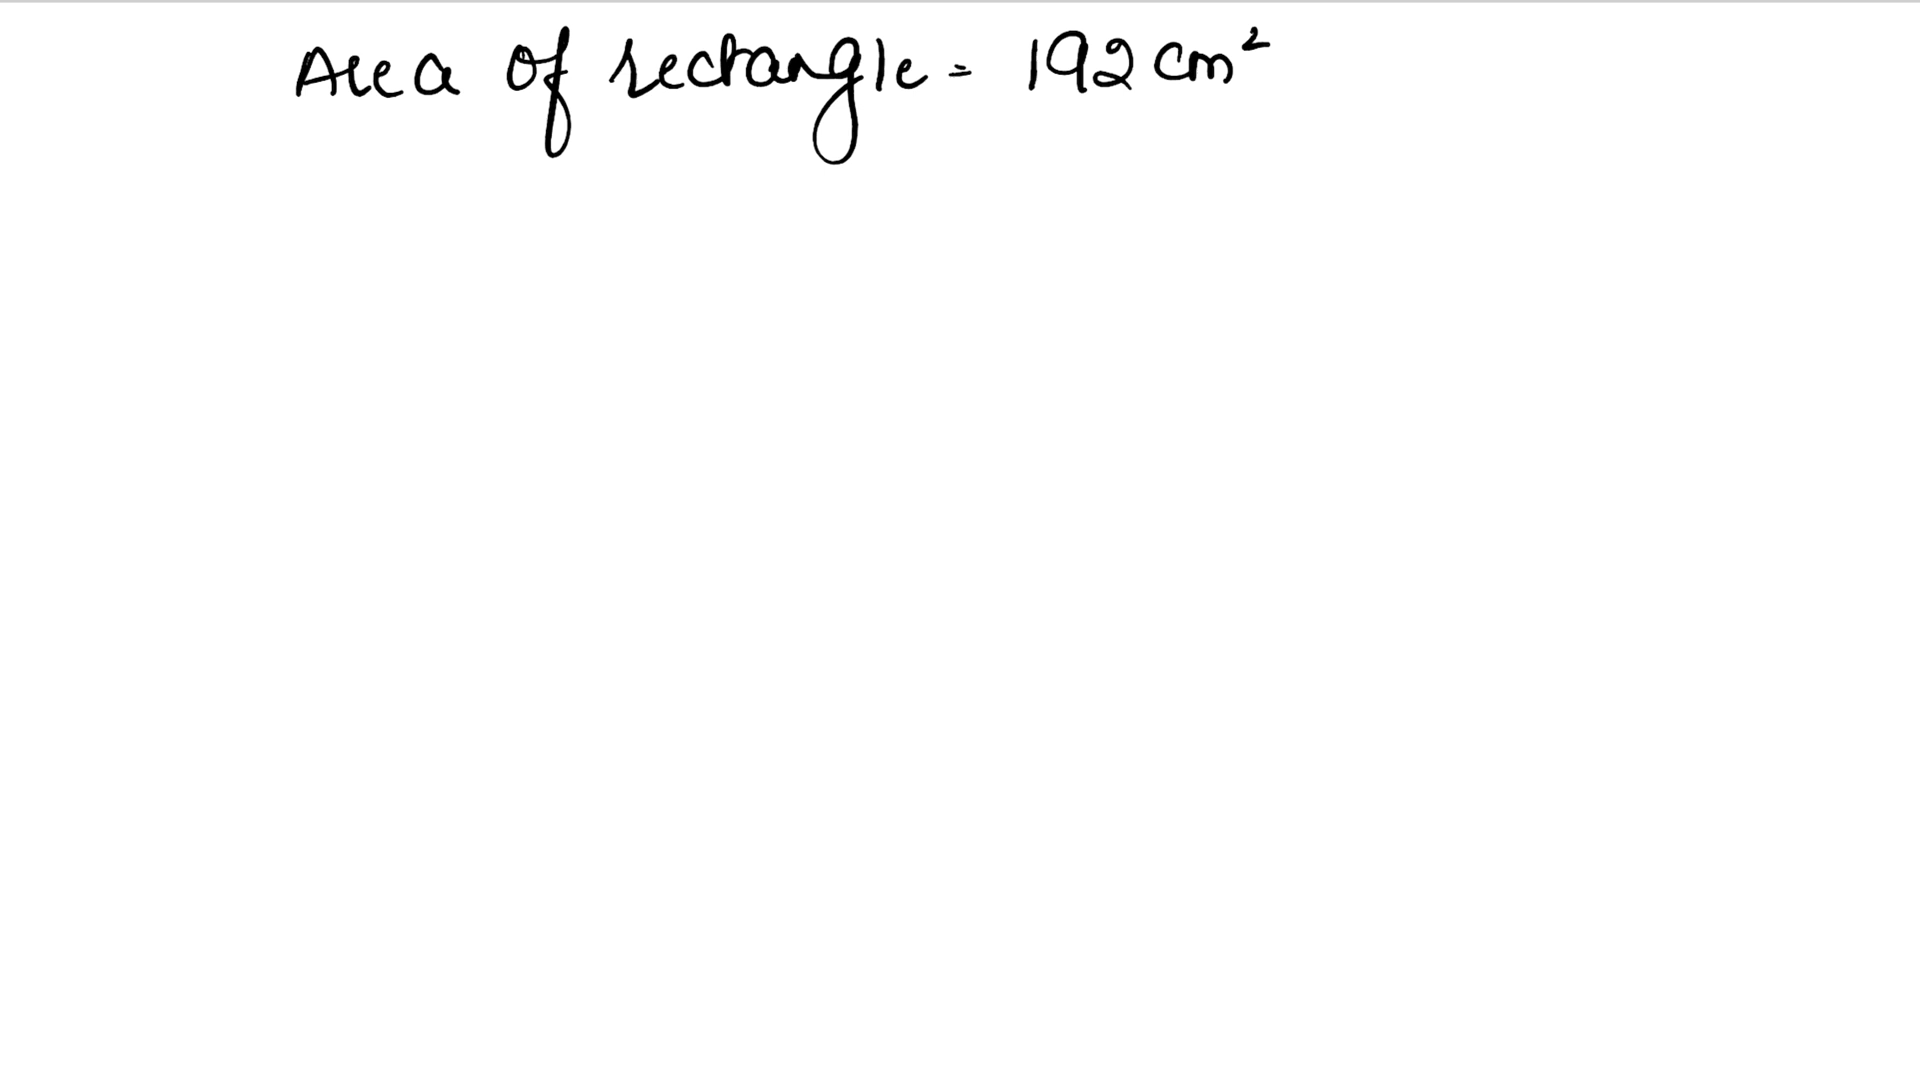 Area of rectangle = 192 cm²